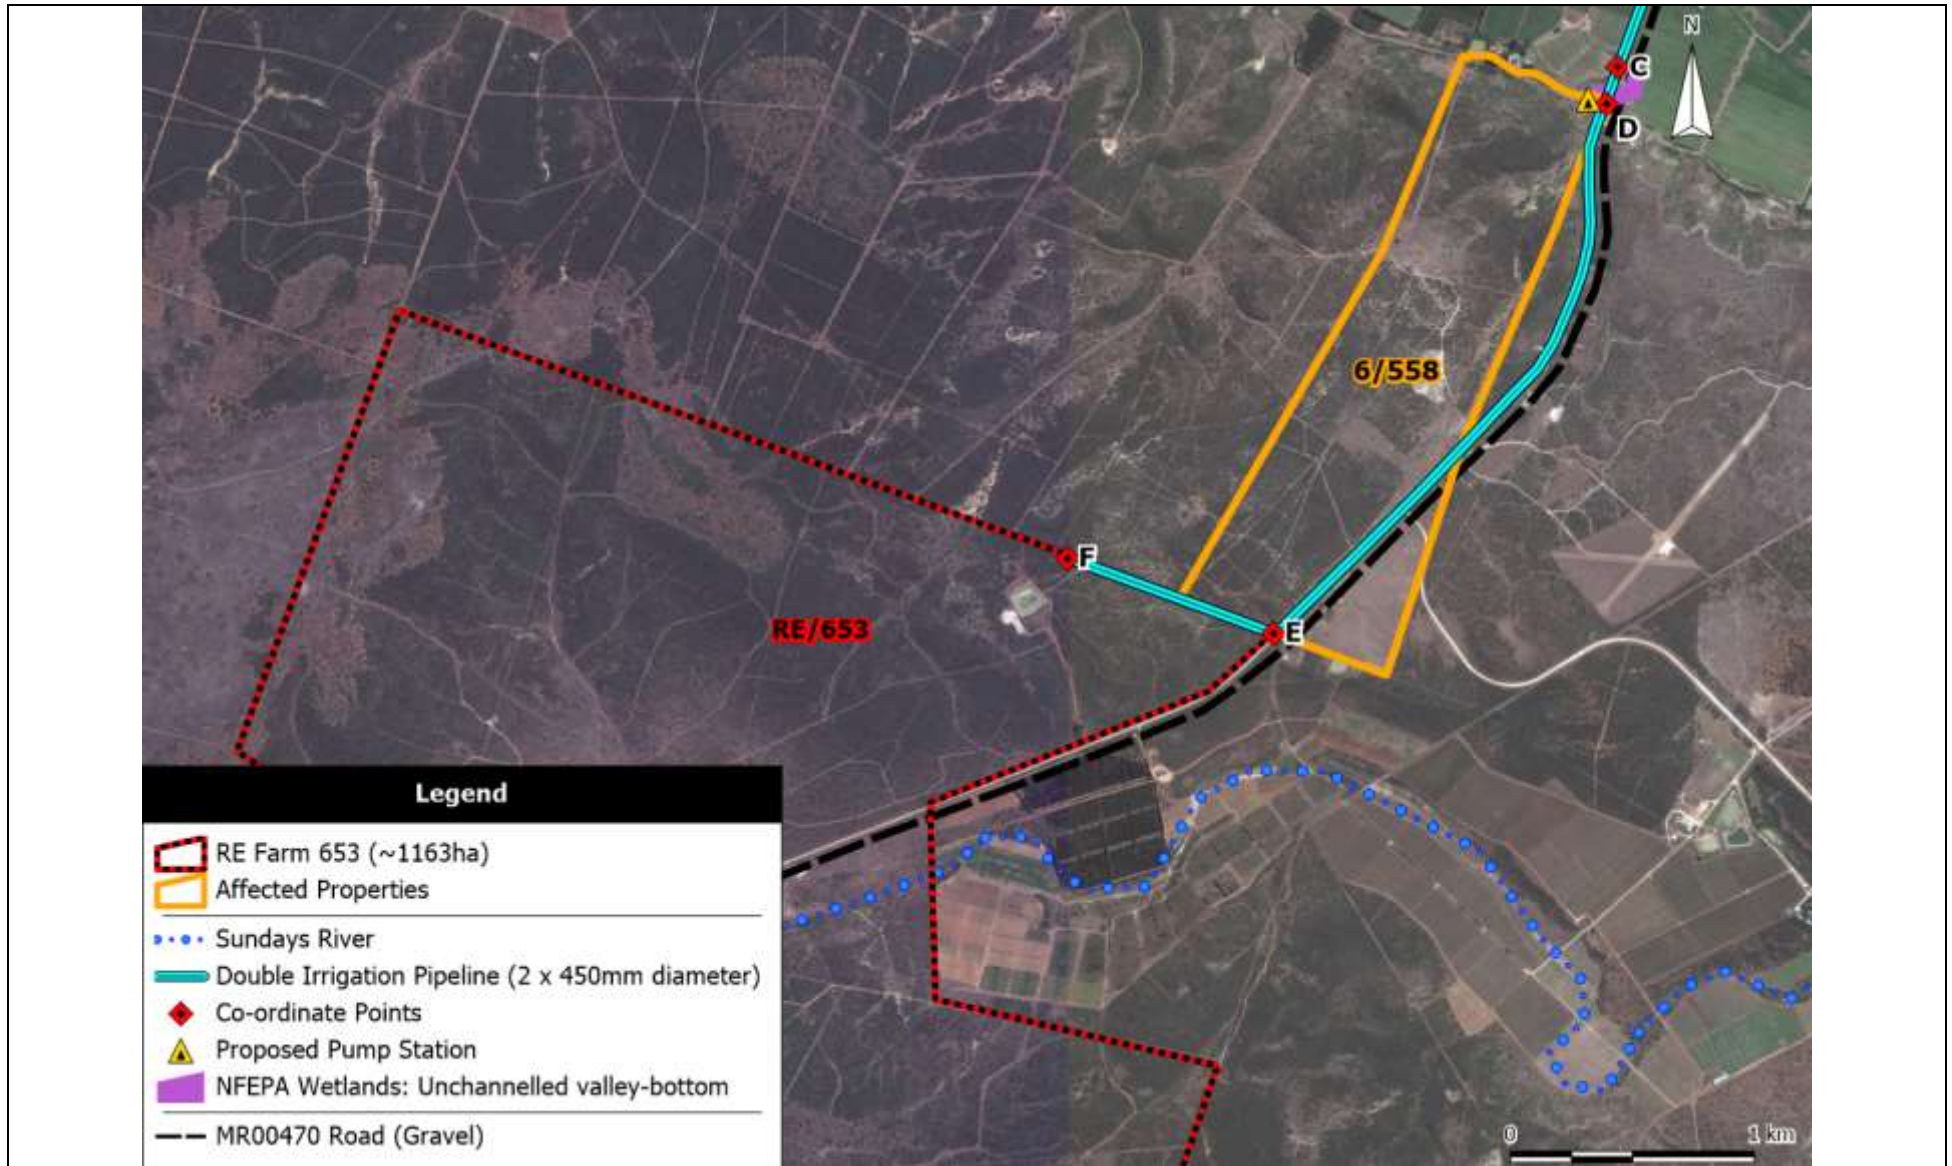 N
C
D
6/558
F
E
RE/653
Legend
RE Farm 653 (~1163ha)
Affected Properties
Sundays River
Double Irrigation Pipeline (2 x 450mm diameter)
Co-ordinate Points
Proposed Pump Station
NFEPA Wetlands: Unchannelled valley-bottom
MR00470 Road (Gravel)
0 1 km